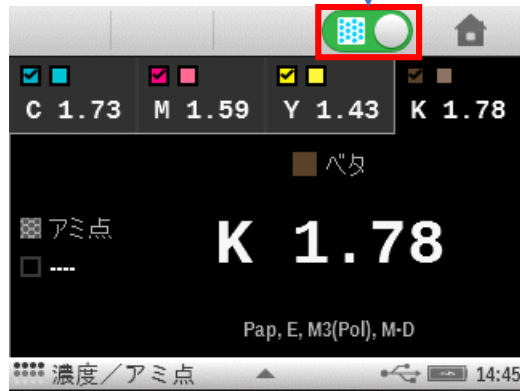 C 1.73 M 1.59 Y 1.43 K 1.78
ベタ
アミ点
K 1.78
----
Pap, E, M3(Pol), M-D
濃度／アミ点 14:45